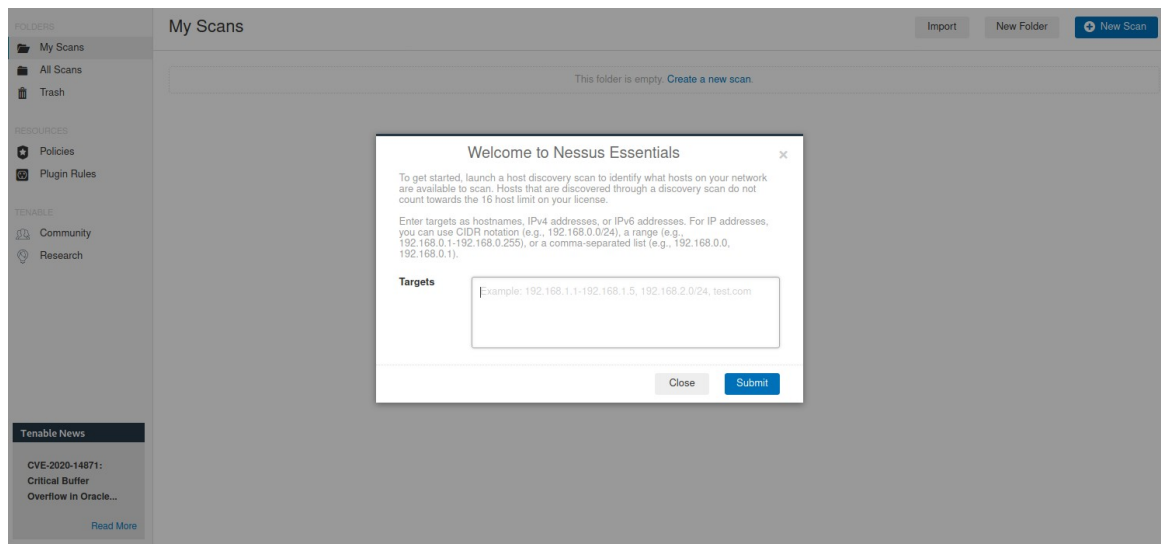 FOLDERS
My Scans
All Scans
Trash
RESOURCES
Policies
Plugin Rules
TENABLE
Community
Research
Tenable News
CVE-2020-14871:
Critical Buffer
Overflow in Oracle...
Read More
My Scans
Import
New Folder
New Scan
This folder is empty. Create a new scan.
Welcome to Nessus Essentials
×
To get started, launch a host discovery scan to identify what hosts on your network
are available to scan. Hosts that are discovered through a discovery scan do not
count towards the 16 host limit on your license.
Enter targets as hostnames, IPv4 addresses, or IPv6 addresses. For IP addresses,
you can use CIDR notation (e.g., 192.168.0.0/24), a range (e.g.,
192.168.0.1-192.168.0.255), or a comma-separated list (e.g., 192.168.0.0,
192.168.0.1).
Targets
Example: 192.168.1.1-192.168.1.5, 192.168.2.0/24, test.com
Close
Submit